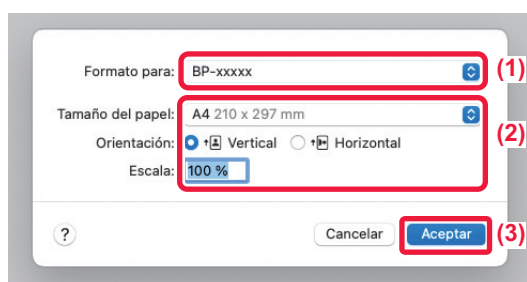 Formato para: BP-xxxxx (1)
Tamaño del papel: A4 210 x 297 mm
Orientación: Vertical Horizontal (2)
Escala: 100 %
? Cancelar Aceptar (3)